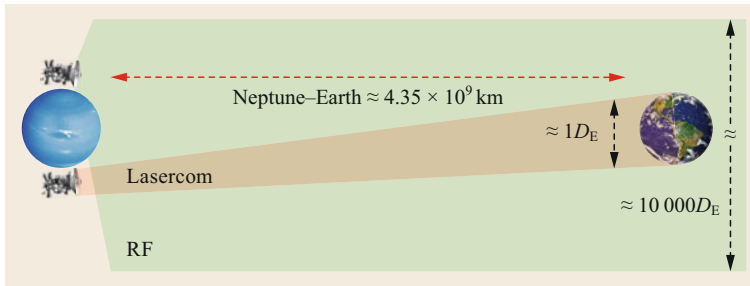 Neptune–Earth ≈ 4.35 × 10⁹ km
≈ 1D_E
≈
Lasercom
≈ 10 000D_E
RF